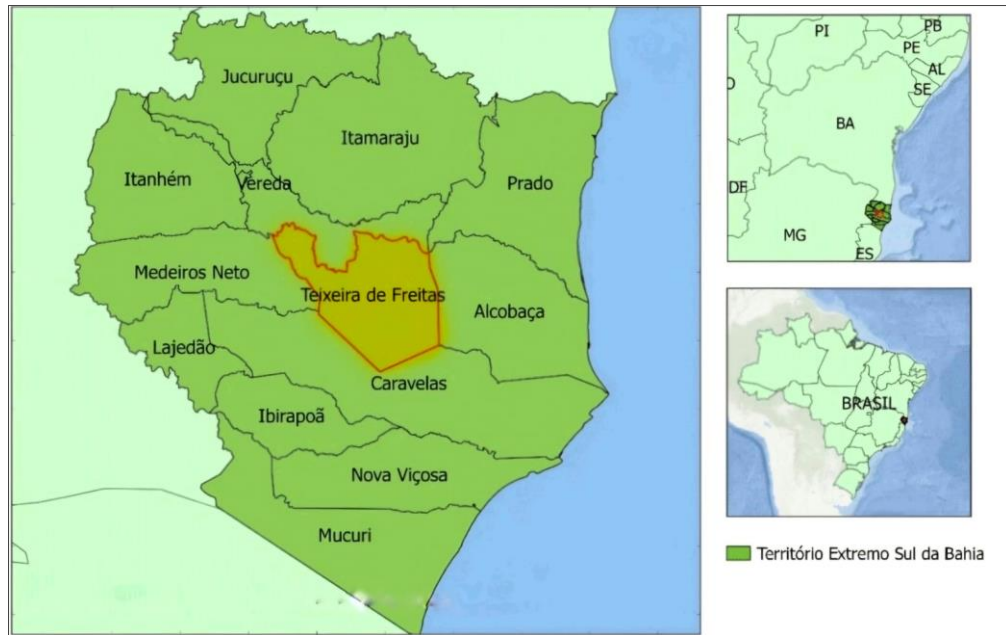 Jucuruçu
Itamaraju
Itanhém
Vereda
Prado
Medeiros Neto
Teixeira de Freitas
Alcobaça
Lajedão
Caravelas
Ibirapoã
Nova Viçosa
Mucuri
PI
PB
PE
AL
SE
D
BA
DF
MG
ES
BRASIL
Território Extremo Sul da Bahia